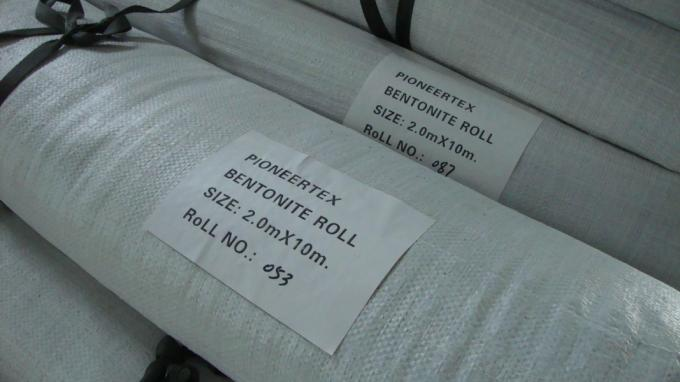 PIONEERTEX
BENTONITE ROLL
SIZE: 2.0mX10m.
RoLL NO.: 087
PIONEERTEX
BENTONITE ROLL
SIZE: 2.0mX10m.
RoLL NO.: 053